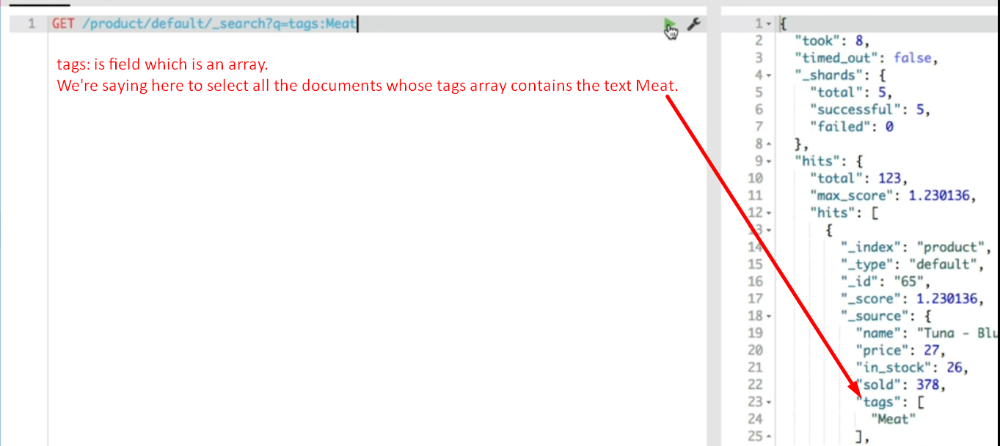 1 GET /product/default/_search?q=tags:Meat
tags: is field which is an array.
We're saying here to select all the documents whose tags array contains the text Meat.
1 {
2 "took": 8,
3 "timed_out": false,
4 "_shards": {
5 "total": 5,
6 "successful": 5,
7 "failed": 0
8 },
9 "hits": {
10 "total": 123,
11 "max_score": 1.230136,
12 "hits": [
13 {
14 "_index": "product",
15 "_type": "default",
16 "_id": "65",
17 "_score": 1.230136,
18 "_source": {
19 "name": "Tuna - Blu
20 "price": 27,
21 "in_stock": 26,
22 "sold": 378,
23 "tags": [
24 "Meat"
25 ],